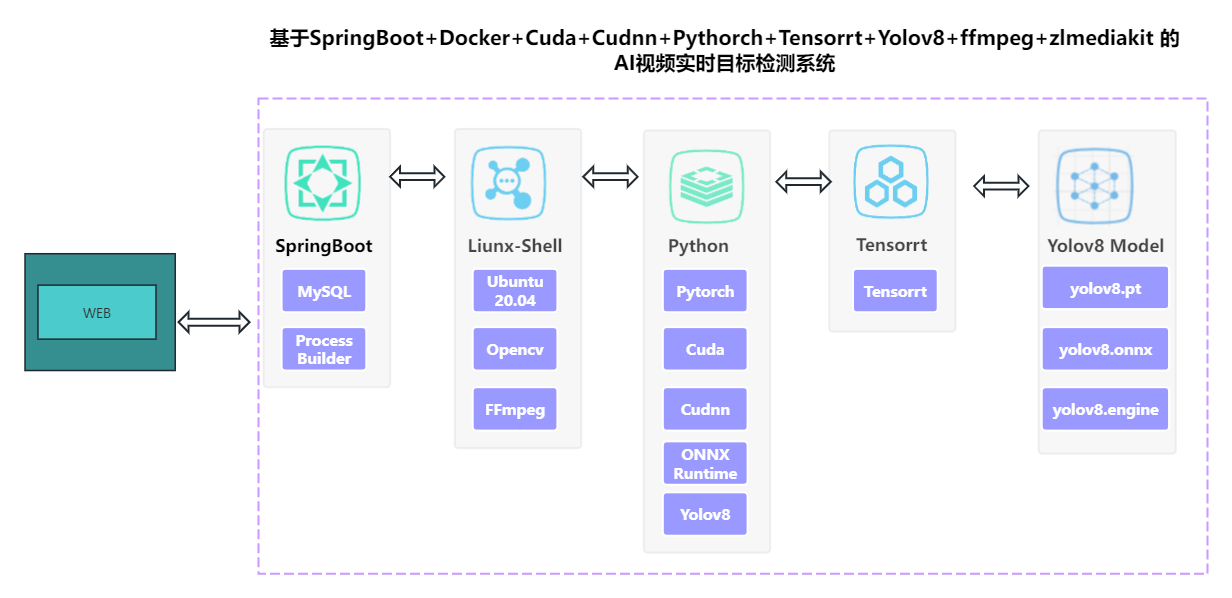 基于SpringBoot+Docker+Cuda+Cudnn+Pythorch+Tensorrt+Yolov8+ffmpeg+zlmediakit 的
AI视频实时目标检测系统
WEB
SpringBoot
MySQL
Process
Builder
Liunx-Shell
Ubuntu
20.04
Opencv
FFmpeg
Python
Pytorch
Cuda
Cudnn
ONNX
Runtime
Yolov8
Tensorrt
Tensorrt
Yolov8 Model
yolov8.pt
yolov8.onnx
yolov8.engine